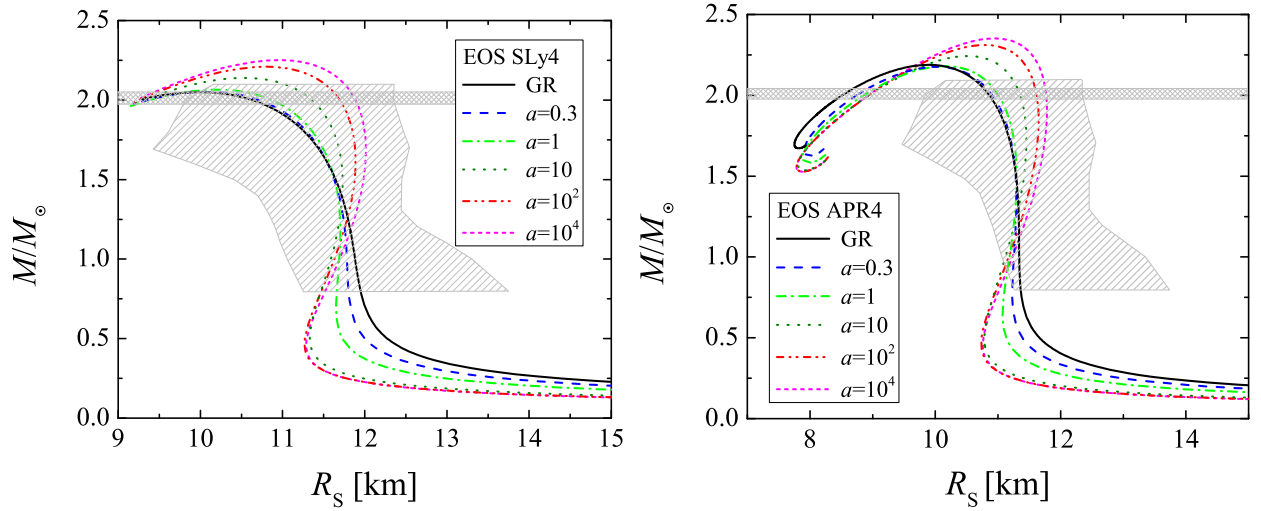 2.5
2.0
1.5
1.0
0.5
0.0
M/M☉
9 10 11 12 13 14 15
R_S [km]
EOS SLy4
GR
a=0.3
a=1
a=10
a=10²
a=10⁴
2.5
2.0
1.5
1.0
0.5
0.0
M/M☉
8 10 12 14
R_S [km]
EOS APR4
GR
a=0.3
a=1
a=10
a=10²
a=10⁴